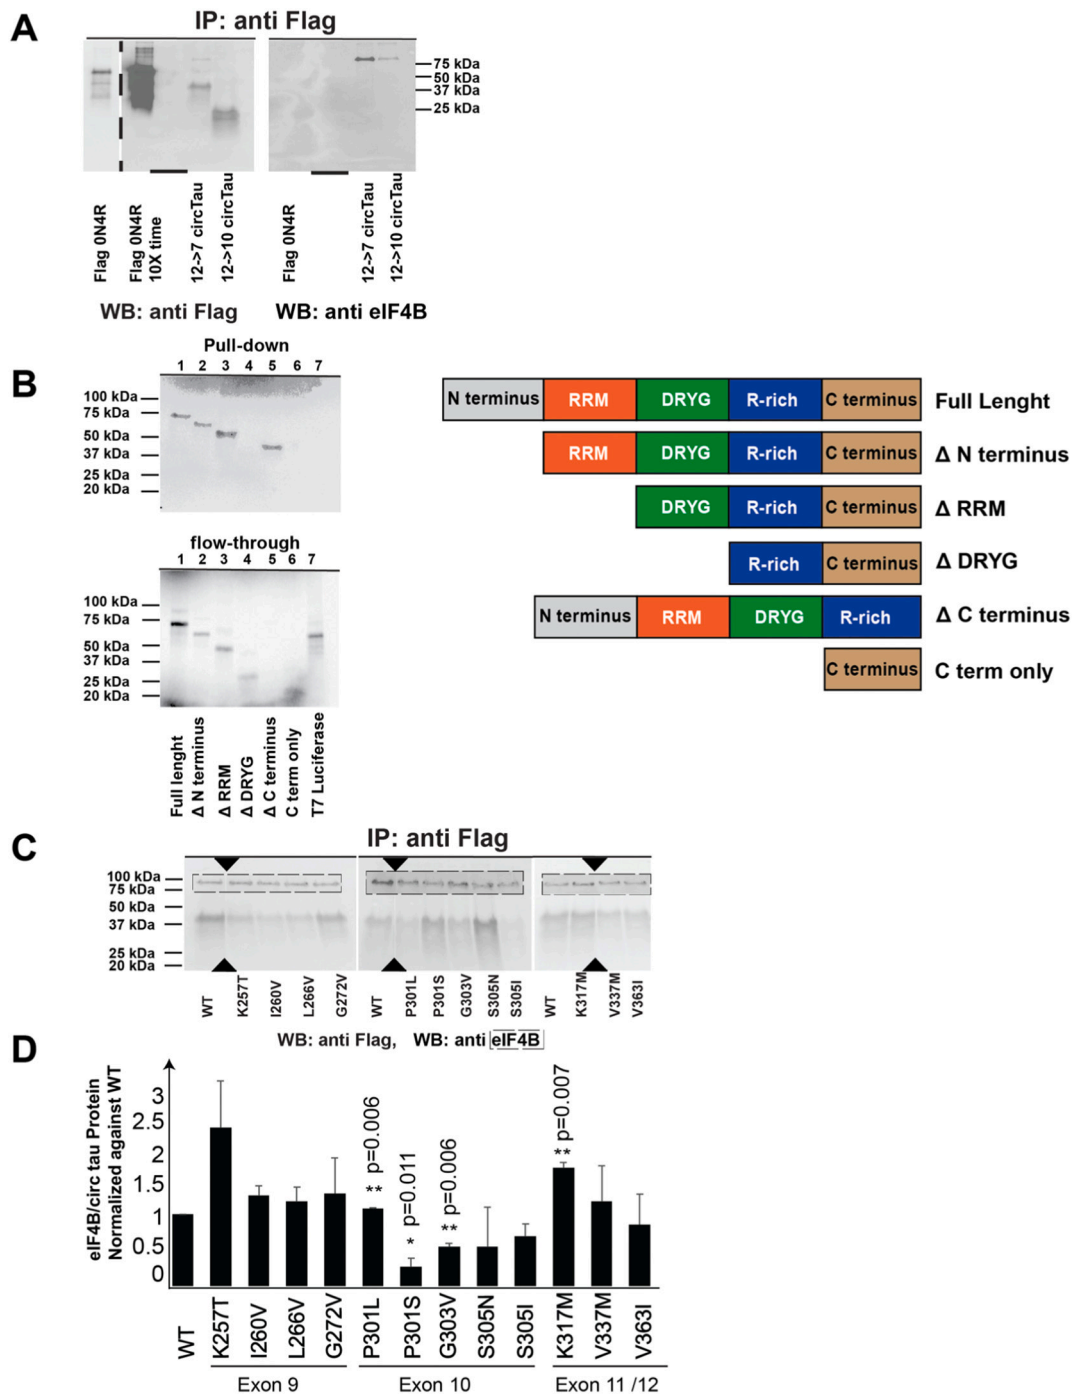 A
IP: anti Flag
75 kDa
50 kDa
37 kDa
25 kDa
Flag 0N4R
Flag 0N4R
10X time
12->7 circTau
12->10 circTau
Flag 0N4R
12->7 circTau
12->10 circTau
WB: anti Flag
WB: anti eIF4B
B
Pull-down
1 2 3 4 5 6 7
100 kDa
75 kDa
50 kDa
37 kDa
25 kDa
20 kDa
flow-through
1 2 3 4 5 6 7
100 kDa
75 kDa
50 kDa
37 kDa
25 kDa
20 kDa
Full lenght
Δ N terminus
Δ RRM
Δ DRYG
Δ C terminus
C term only
T7 Luciferase
N terminus RRM DRYG R-rich C terminus Full Lenght
RRM DRYG R-rich C terminus Δ N terminus
DRYG R-rich C terminus Δ RRM
R-rich C terminus Δ DRYG
N terminus RRM DRYG R-rich Δ C terminus
C terminus C term only
C
IP: anti Flag
100 kDa
75 kDa
50 kDa
37 kDa
25 kDa
20 kDa
WT
K257T
I260V
L266V
G272V
WT
P301L
P301S
G303V
S305N
S305I
WT
K317M
V337M
V363I
WB: anti Flag, WB: anti eIF4B
D
eIF4B/circ tau Protein
Normalized against WT
3
2.5
2
1.5
1
0.5
0
** p=0.006
* p=0.011
** p=0.006
** p=0.007
WT
K257T
I260V
L266V
G272V
P301L
P301S
G303V
S305N
S305I
K317M
V337M
V363I
Exon 9
Exon 10
Exon 11 /12